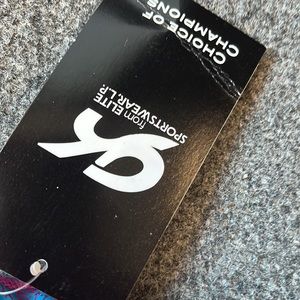 CHOICE OF
CHAMPIONS
GK
from ELITE
SPORTSWEAR, L.P.